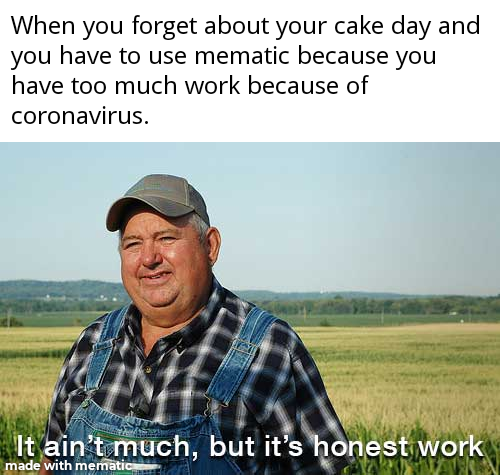 When you forget about your cake day and
you have to use mematic because you
have too much work because of
coronavirus.
It ain't much, but it's honest work
made with mematic